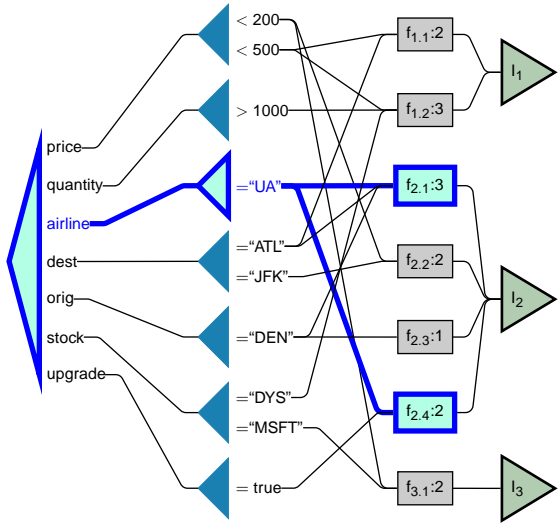 price
quantity
airline
dest
orig
stock
upgrade
< 200
< 500
> 1000
=“UA”
=“ATL“
=“JFK“
=“DEN”
=“DYS“
=“MSFT“
= true
f1.1:2
f1.2:3
f2.1:3
f2.2:2
f2.3:1
f2.4:2
f3.1:2
I1
I2
I3